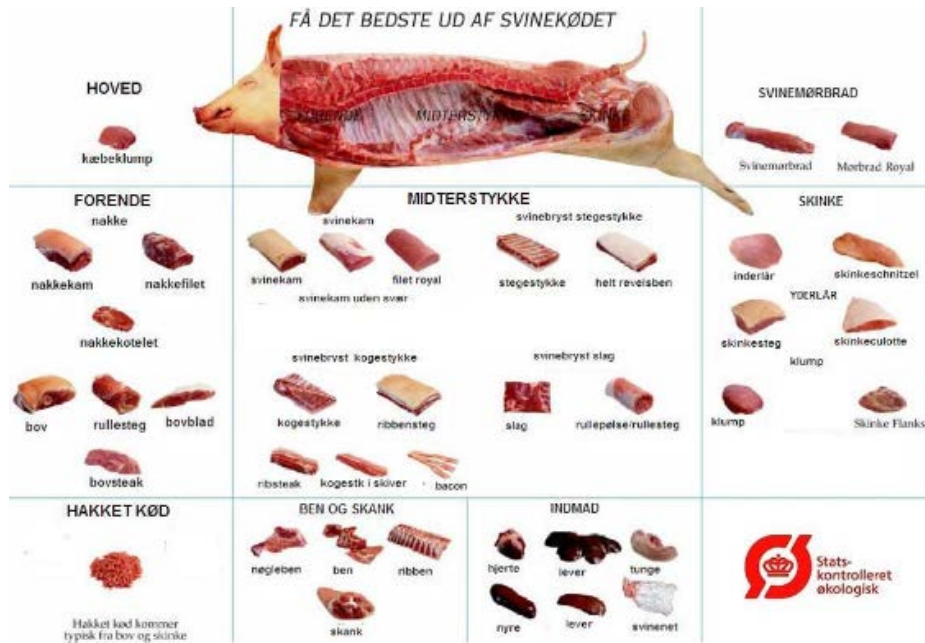 FÅ DET BEDSTE UD AF SVINEKØDET
FORENDE
MIDTERSTYKKE
SKINKE
HOVED
kæbeklump
SVINEMØRBRAD
Svinemørbrad
Mørbrad Royal
FORENDE
nakke
nakkekam
nakkefilet
nakkekotelet
bov
rullesteg
bovblad
bovsteak
MIDTERSTYKKE
svinekam
svinekam
filet royal
svinekam uden svær
svinebryst stegestykke
stegestykke
helt revelsben
svinebryst kogestykke
kogestykke
ribbensteg
ribsteak
kogestk i skiver
bacon
svinebryst slag
slag
rullepølse/rullesteg
SKINKE
inderlår
skinkeschnitzel
YDERLÅR
skinkesteg
skinkeculotte
klump
klump
Skinke Flanks
HAKKET KØD
Hakket kød kommer
typisk fra bov og skinke
BEN OG SKANK
nøgleben
ben
ribben
skank
INDMAD
hjerte
lever
tunge
nyre
lever
svinenet
Stats-
kontrolleret
økologisk